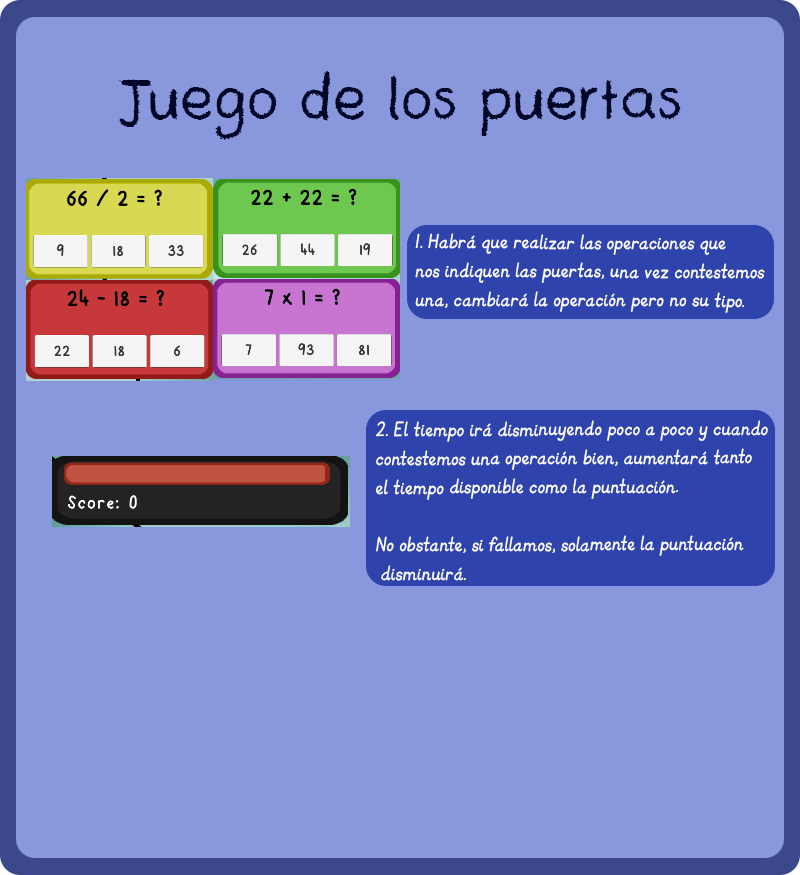 Juego de los puertas
66 / 2 = ?
9 18 33
22 + 22 = ?
26 44 19
24 - 18 = ?
22 18 6
7 x 1 = ?
7 93 81
1. Habrá que realizar las operaciones que
nos indiquen las puertas, una vez contestemos
una, cambiará la operación pero no su tipo.
Score: 0
2. El tiempo irá disminuyendo poco a poco y cuando
contestemos una operación bien, aumentará tanto
el tiempo disponible como la puntuación.
No obstante, si fallamos, solamente la puntuación
disminuirá.